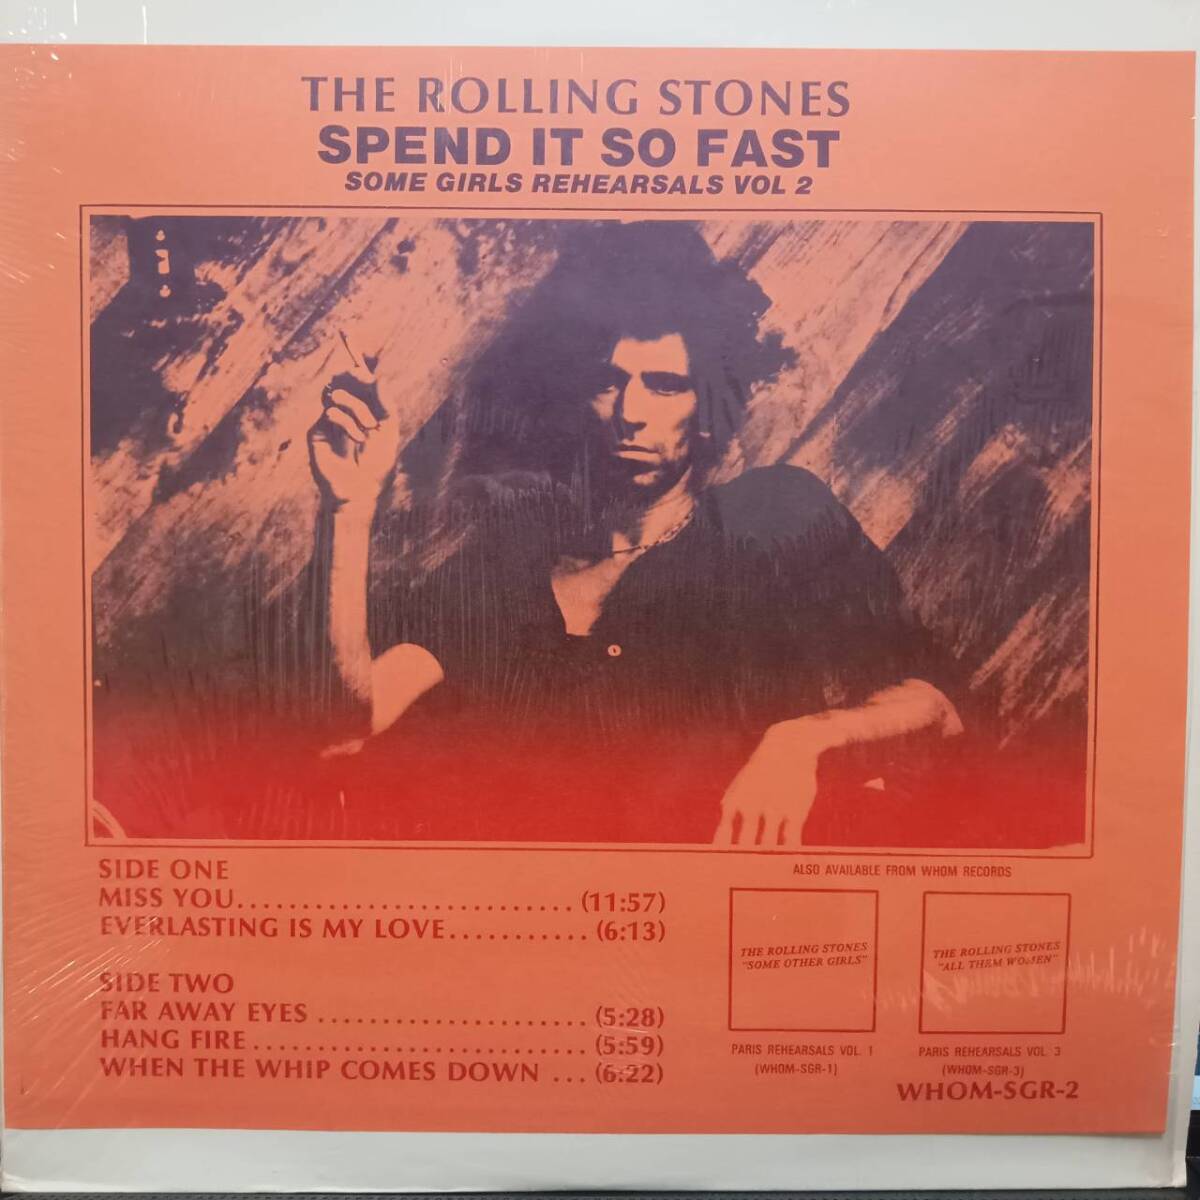 THE ROLLING STONES
SPEND IT SO FAST
SOME GIRLS REHEARSALS VOL 2
SIDE ONE
MISS YOU..........................(11:57)
EVERLASTING IS MY LOVE...........(6:13)
SIDE TWO
FAR AWAY EYES .....................(5:28)
HANG FIRE..........................(5:59)
WHEN THE WHIP COMES DOWN ...(6:22)
ALSO AVAILABLE FROM WHOM RECORDS
THE ROLLING STONES
"SOME OTHER GIRLS"
PARIS REHEARSALS VOL. 1
(WHOM-SGR-1)
THE ROLLING STONES
"ALL THEM WOMEN"
PARIS REHEARSALS VOL. 3
(WHOM-SGR-3)
WHOM-SGR-2